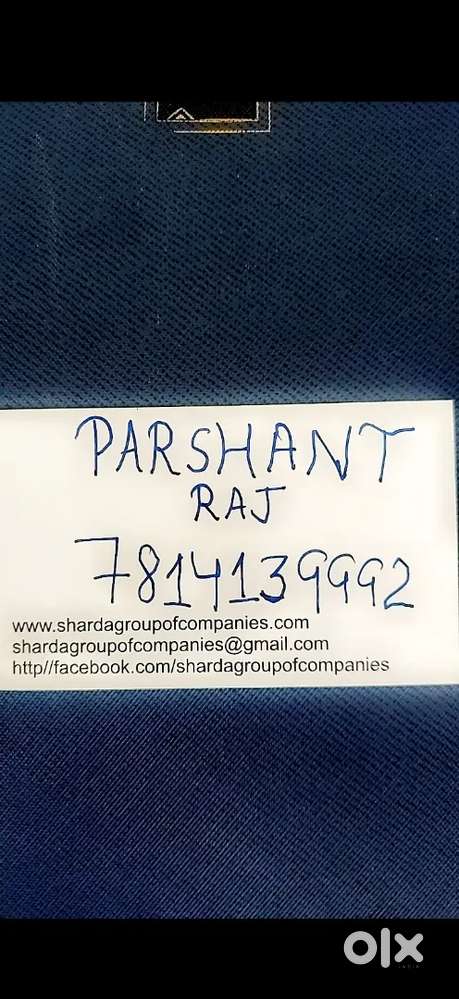 PARSHANT
RAJ
7814139992
www.shardagroupofcompanies.com
shardagroupofcompanies@gmail.com
http//facebook.com/shardagroupofcompanies
olx